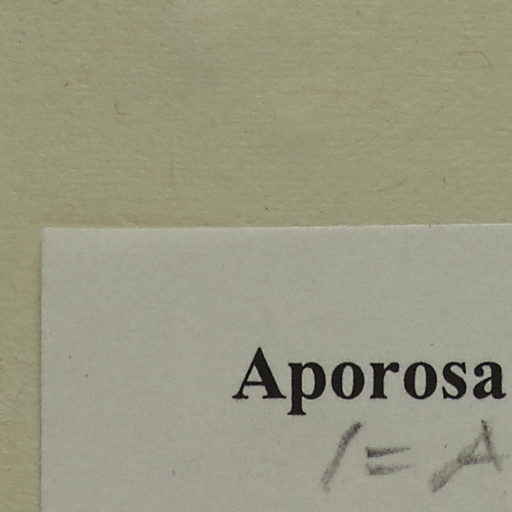 Aporosa
/ = A